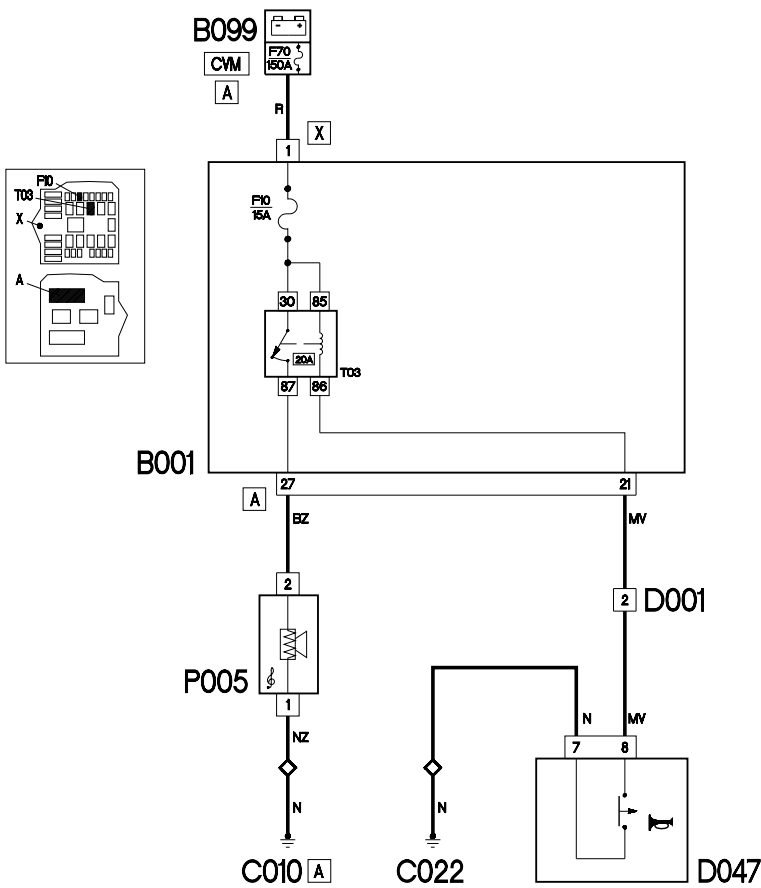 B099
F70
150A
CVM
A
R
X
1
F10
T03
X
A
F10
15A
30
85
20A
T03
87
86
B001
27
21
A
BZ
MV
2
2
D001
P005
1
N
MV
NZ
7
8
N
N
C010
A
C022
D047